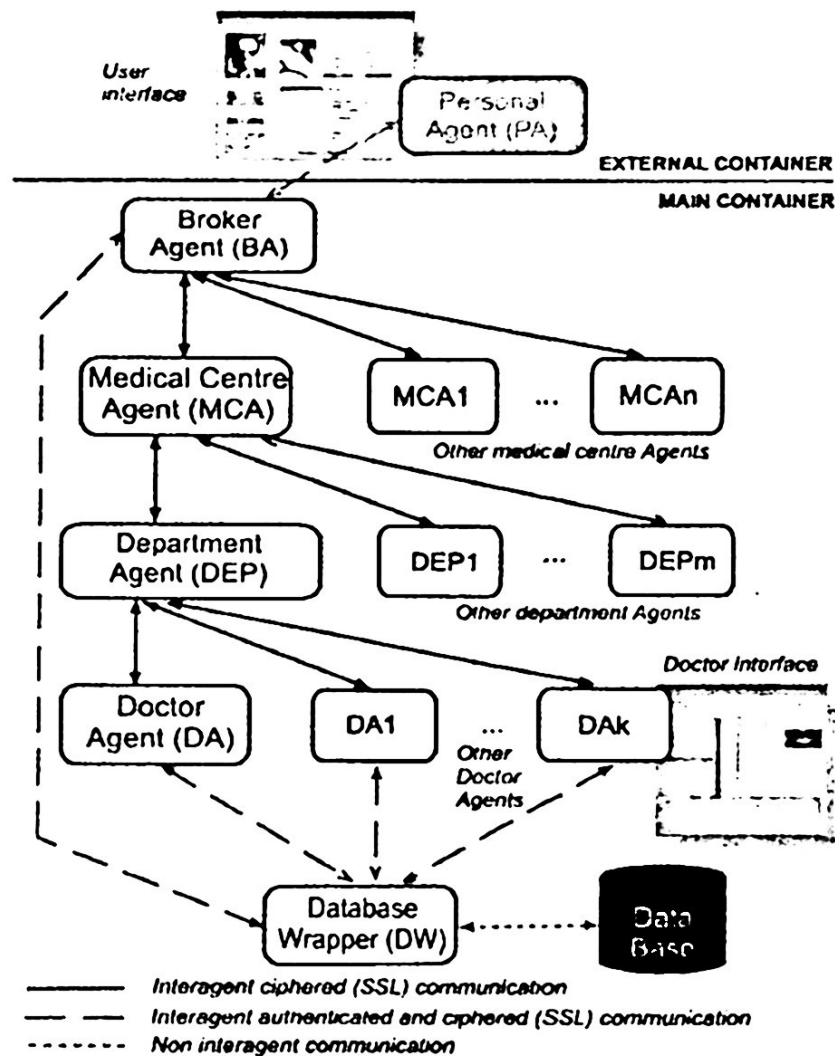 User
interface
Personal
Agent (PA)
EXTERNAL CONTAINER
MAIN CONTAINER
Broker
Agent (BA)
Medical Centre
Agent (MCA)
MCA1
...
MCAn
Other medical centre Agents
Department
Agent (DEP)
DEP1
...
DEPm
Other department Agents
Doctor Interface
Doctor
Agent (DA)
DA1
...
DAk
Other
Doctor
Agents
Database
Wrapper (DW)
Data
Base
Interagent ciphered (SSL) communication
Interagent authenticated and ciphered (SSL) communication
Non interagent communication